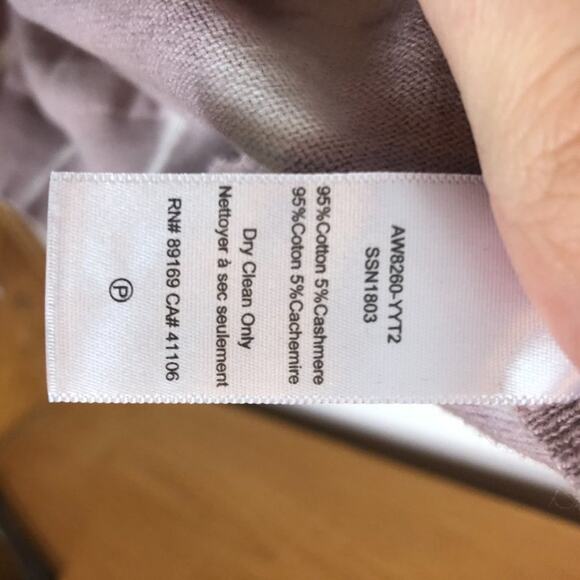 AW8260-YYT2
SSN1803
95%Cotton 5%Cashmere
95%Coton 5%Cachemire
Dry Clean Only
Nettoyer à sec seulement
RN# 89169 CA# 41106
P